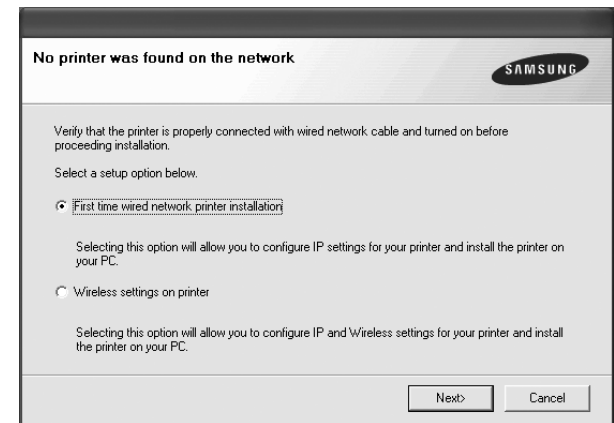 No printer was found on the network
SAMSUNG
Verify that the printer is properly connected with wired network cable and turned on before
proceeding installation.
Select a setup option below.
First time wired network printer installation
Selecting this option will allow you to configure IP settings for your printer and install the printer on
your PC.
Wireless settings on printer
Selecting this option will allow you to configure IP and Wireless settings for your printer and install
the printer on your PC.
Next>
Cancel